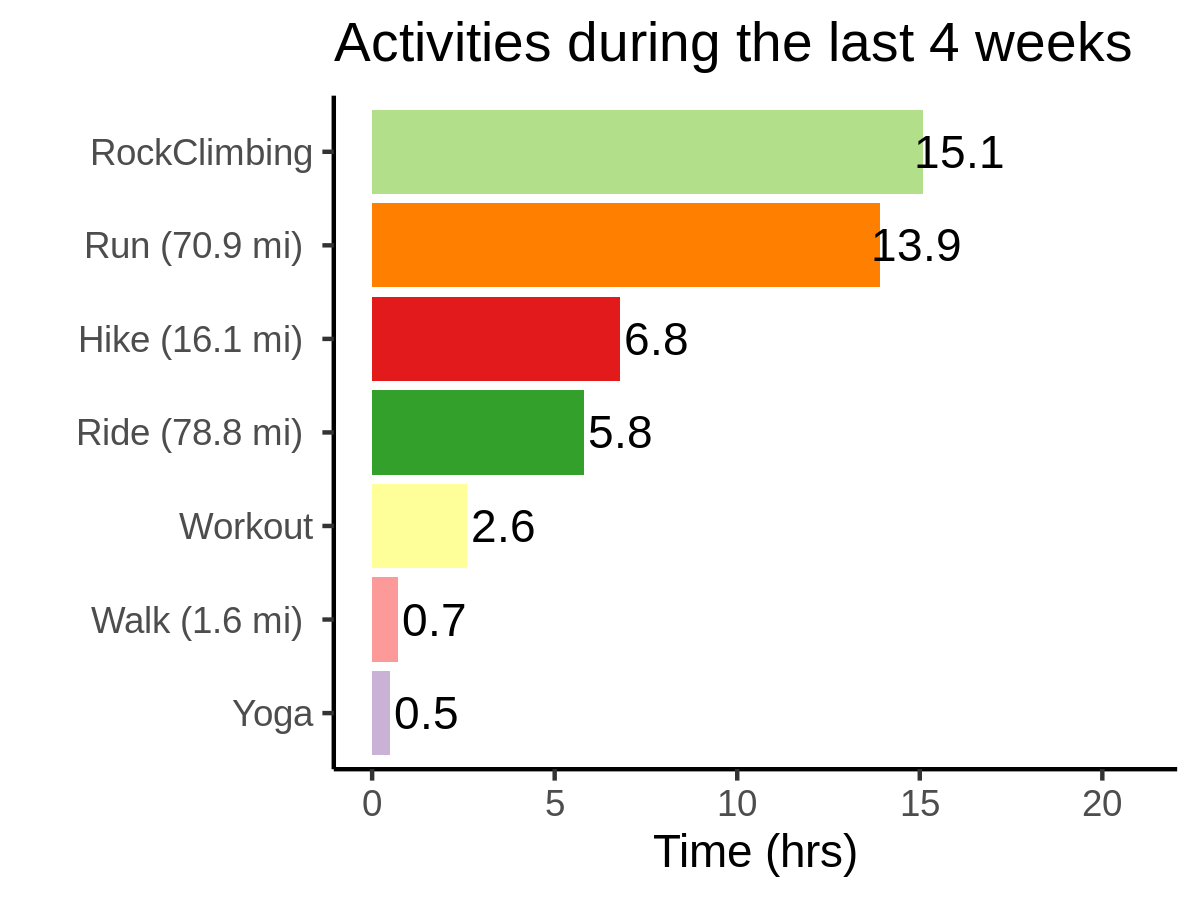 Activities during the last 4 weeks
RockClimbing 15.1
Run (70.9 mi) 13.9
Hike (16.1 mi) 6.8
Ride (78.8 mi) 5.8
Workout 2.6
Walk (1.6 mi) 0.7
Yoga 0.5
0 5 10 15 20
Time (hrs)